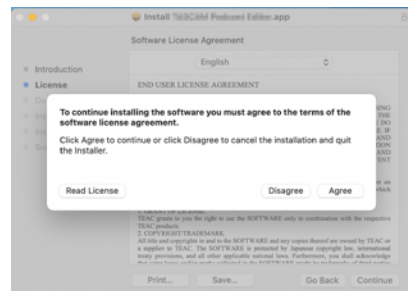 Install TASCAM Podcast Editor.app
Software License Agreement
English
Introduction
License
END USER LICENSE AGREEMENT
To continue installing the software you must agree to the terms of the
software license agreement.
Click Agree to continue or click Disagree to cancel the installation and quit
the Installer.
Read License
Disagree
Agree
TEAC grants to you the right to use the SOFTWARE only in combination with the respective
TEAC products.
2. COPYRIGHT/TRADEMARK.
All title and copyrights in and to the SOFTWARE and any copies thereof are owned by TEAC or
a supplier to TEAC. The SOFTWARE is protected by Japanese copyright law, international
treaty provisions, and all other applicable national laws. Furthermore, you shall acknowledge
Print...
Save...
Go Back
Continue